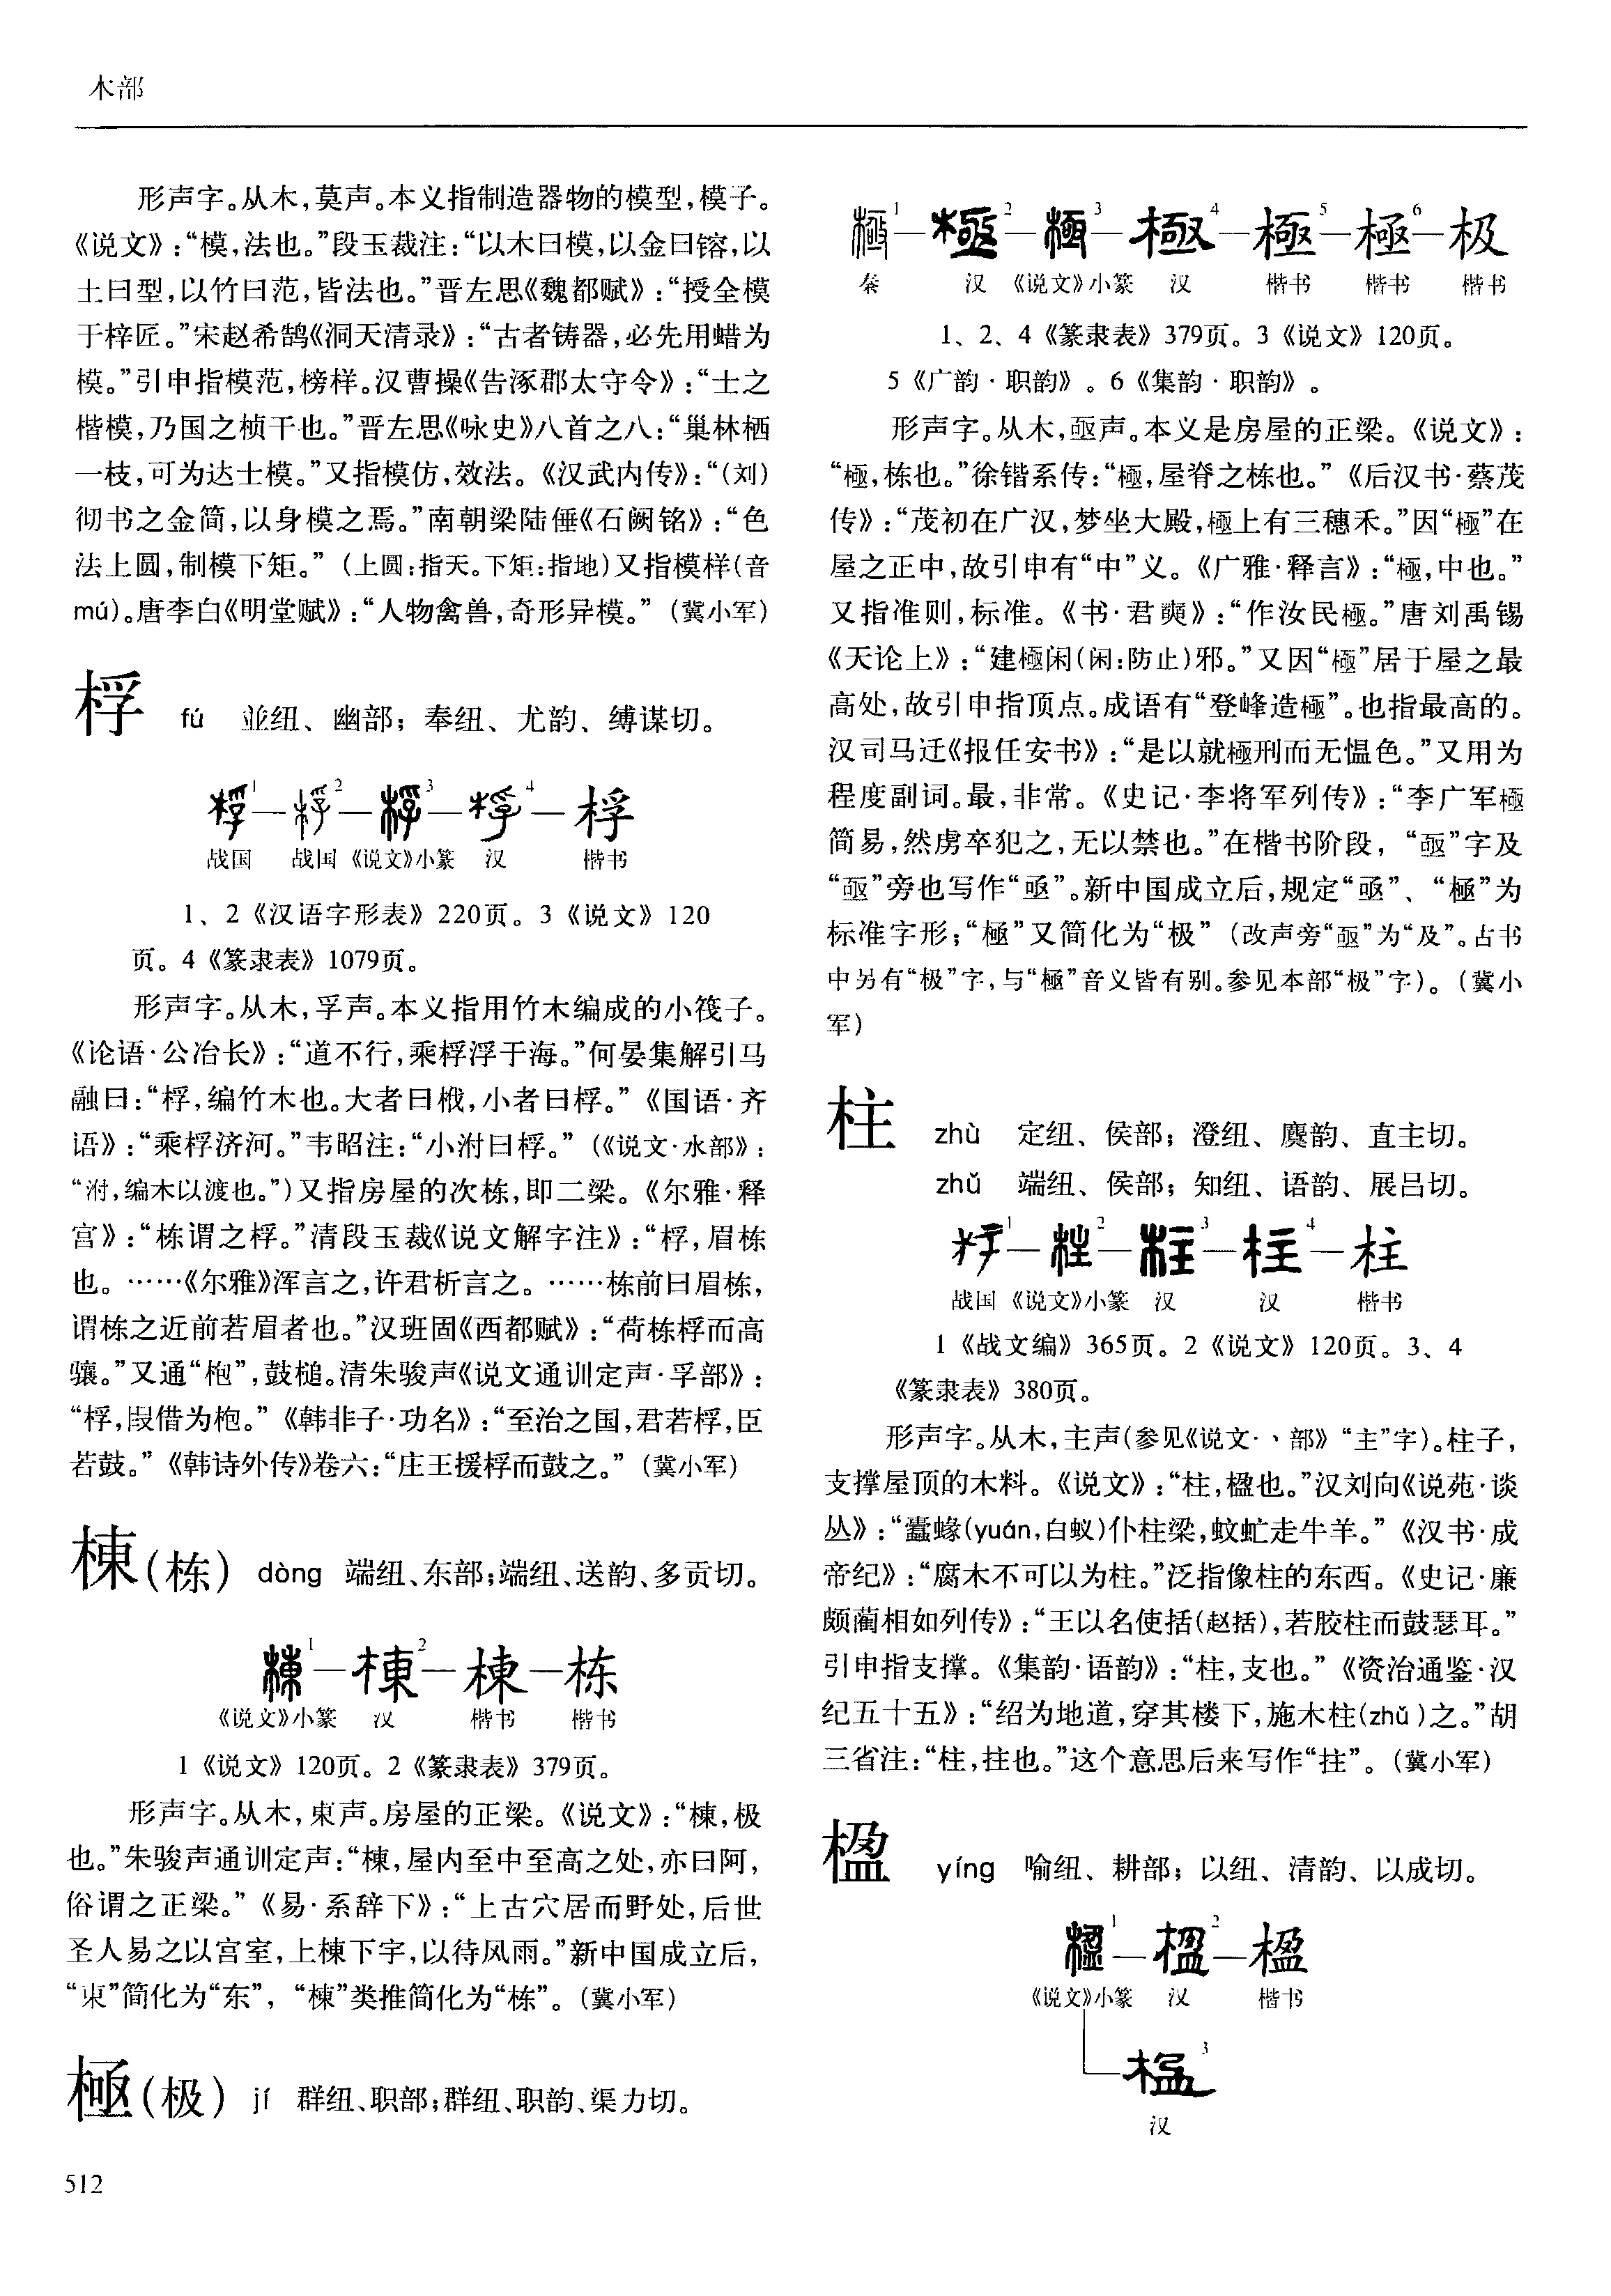 木部
形声字。从木，莫声。本义指制造器物的模型，模子。
《说文》：“模，法也。”段玉裁注：“以木曰模，以金曰镕，以
土曰型，以竹曰范，皆法也。”晋左思《魏都赋》：“授全模
于梓匠。”宋赵希鹄《洞天清录》：“古者铸器，必先用蜡为
模。”引申指模范，榜样。汉曹操《告涿郡太守令》：“士之
楷模，乃国之桢干也。”晋左思《咏史》八首之八：“巢林栖
一枝，可为达士模。”又指模仿，效法。《汉武内传》：“（刘）
彻书之金简，以身模之焉。”南朝梁陆倕《石阙铭》：“色
法上圆，制模下矩。”（上圆：指天。下矩：指地）又指模样（音
mú）。唐李白《明堂赋》：“人物禽兽，奇形异模。”（冀小军）
桴 fú 並纽、幽部；奉纽、尤韵、缚谋切。
桴1—桴2—桴3—桴4—桴
战国 战国 《说文》小篆 汉 楷书
1、2《汉语字形表》220页。3《说文》120
页。4《篆隶表》1079页。
形声字。从木，孚声。本义指用竹木编成的小筏子。
《论语·公冶长》：“道不行，乘桴浮于海。”何晏集解引马
融曰：“桴，编竹木也。大者曰栰，小者曰桴。”《国语·齐
语》：“乘桴济河。”韦昭注：“小泭曰桴。”（《说文·水部》：
“泭，编木以渡也。”）又指房屋的次栋，即二梁。《尔雅·释
宫》：“栋谓之桴。”清段玉裁《说文解字注》：“桴，眉栋
也。……《尔雅》浑言之，许君析言之。……栋前曰眉栋，
谓栋之近前若眉者也。”汉班固《西都赋》：“荷栋桴而高
骧。”又通“枹”，鼓槌。清朱骏声《说文通训定声·孚部》：
“桴，叚借为枹。”《韩非子·功名》：“至治之国，君若桴，臣
若鼓。”《韩诗外传》卷六：“庄王援桴而鼓之。”（冀小军）
棟（栋） dòng 端纽、东部；端纽、送韵、多贡切。
棟1—棟2—棟—栋
《说文》小篆 汉 楷书 楷书
1《说文》120页。2《篆隶表》379页。
形声字。从木，東声。房屋的正梁。《说文》：“棟，极
也。”朱骏声通训定声：“棟，屋内至中至高之处，亦曰阿，
俗谓之正梁。”《易·系辞下》：“上古穴居而野处，后世
圣人易之以宫室，上棟下宇，以待风雨。”新中国成立后，
“東”简化为“东”，“棟”类推简化为“栋”。（冀小军）
極（极） jí 群纽、职部；群纽、职韵、渠力切。
512
極1—極2—極3—極4—極5—極6—极
秦 汉 《说文》小篆 汉 楷书 楷书 楷书
1、2、4《篆隶表》379页。3《说文》120页。
5《广韵·职韵》。6《集韵·职韵》。
形声字。从木，亟声。本义是房屋的正梁。《说文》：
“極，栋也。”徐锴系传：“極，屋脊之栋也。”《后汉书·蔡茂
传》：“茂初在广汉，梦坐大殿，極上有三穗禾。”因“極”在
屋之正中，故引申有“中”义。《广雅·释言》：“極，中也。”
又指准则，标准。《书·君奭》：“作汝民極。”唐刘禹锡
《天论上》：“建極闲（闲：防止）邪。”又因“極”居于屋之最
高处，故引申指顶点。成语有“登峰造極”。也指最高的。
汉司马迁《报任安书》：“是以就極刑而无愠色。”又用为
程度副词。最，非常。《史记·李将军列传》：“李广军極
简易，然虏卒犯之，无以禁也。”在楷书阶段，“亟”字及
“亟”旁也写作“亟”。新中国成立后，规定“亟”、“極”为
标准字形；“極”又简化为“极”（改声旁“亟”为“及”。古书
中另有“极”字，与“極”音义皆有别。参见本部“极”字）。（冀小
军）
柱 zhù 定纽、侯部；澄纽、麌韵、直主切。
zhǔ 端纽、侯部；知纽、语韵、展吕切。
柱1—柱2—柱3—柱4—柱
战国 《说文》小篆 汉 汉 楷书
1《战文编》365页。2《说文》120页。3、4
《篆隶表》380页。
形声字。从木，主声（参见《说文·丶部》“主”字）。柱子，
支撑屋顶的木料。《说文》：“柱，楹也。”汉刘向《说苑·谈
丛》：“蠹蝝（yuán，白蚁）仆柱梁，蚊虻走牛羊。”《汉书·成
帝纪》：“腐木不可以为柱。”泛指像柱的东西。《史记·廉
颇蔺相如列传》：“王以名使括（赵括），若胶柱而鼓瑟耳。”
引申指支撑。《集韵·语韵》：“柱，支也。”《资治通鉴·汉
纪五十五》：“绍为地道，穿其楼下，施木柱（zhǔ）之。”胡
三省注：“柱，拄也。”这个意思后来写作“拄”。（冀小军）
楹 yíng 喻纽、耕部；以纽、清韵、以成切。
楹1—楹2—楹
《说文》小篆 汉 楷书
楹3
汉